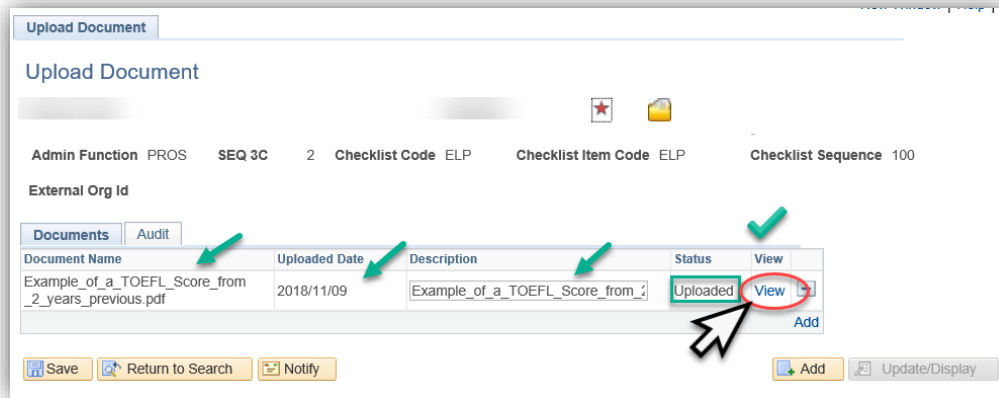 Upload Document
Upload Document
Admin Function PROS SEQ 3C 2 Checklist Code ELP Checklist Item Code ELP Checklist Sequence 100
External Org Id
Documents Audit
Document Name Uploaded Date Description Status View
Example_of_a_TOEFL_Score_from
_2_years_previous.pdf 2018/11/09 Example_of_a_TOEFL_Score_from_2 Uploaded View
Add
Save Return to Search Notify Add Update/Display